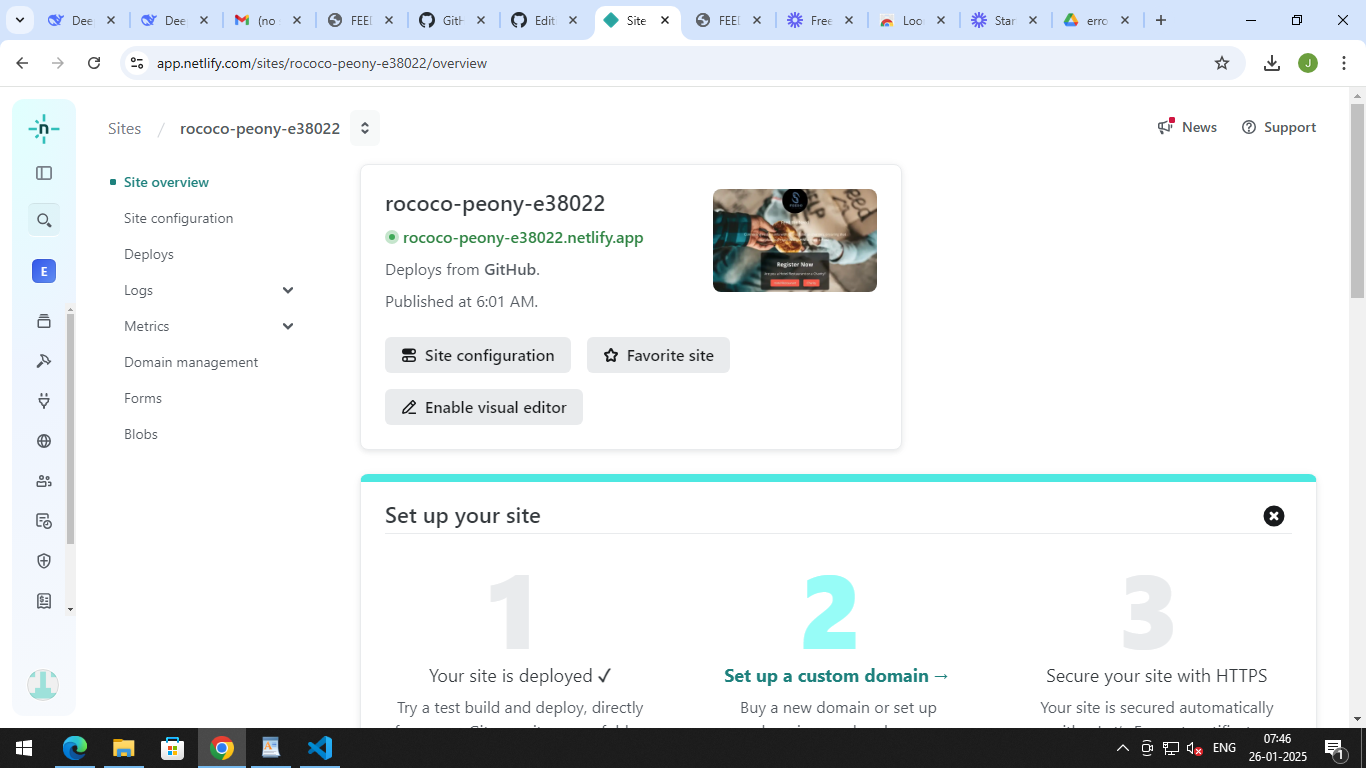 Dee
Dee
(no
FEE
GitH
Edit
Site
FEE
Free
Loo
Star
erro
app.netlify.com/sites/rococo-peony-e38022/overview
J
Sites / rococo-peony-e38022
News
Support
n
E
Site overview
Site configuration
Deploys
Logs
Metrics
Domain management
Forms
Blobs
rococo-peony-e38022
rococo-peony-e38022.netlify.app
Deploys from GitHub.
Published at 6:01 AM.
Register Now
Site configuration
Favorite site
Enable visual editor
Set up your site
1
Your site is deployed ✓
Try a test build and deploy, directly
2
Set up a custom domain →
Buy a new domain or set up
3
Secure your site with HTTPS
Your site is secured automatically
ENG
07:46
26-01-2025
1